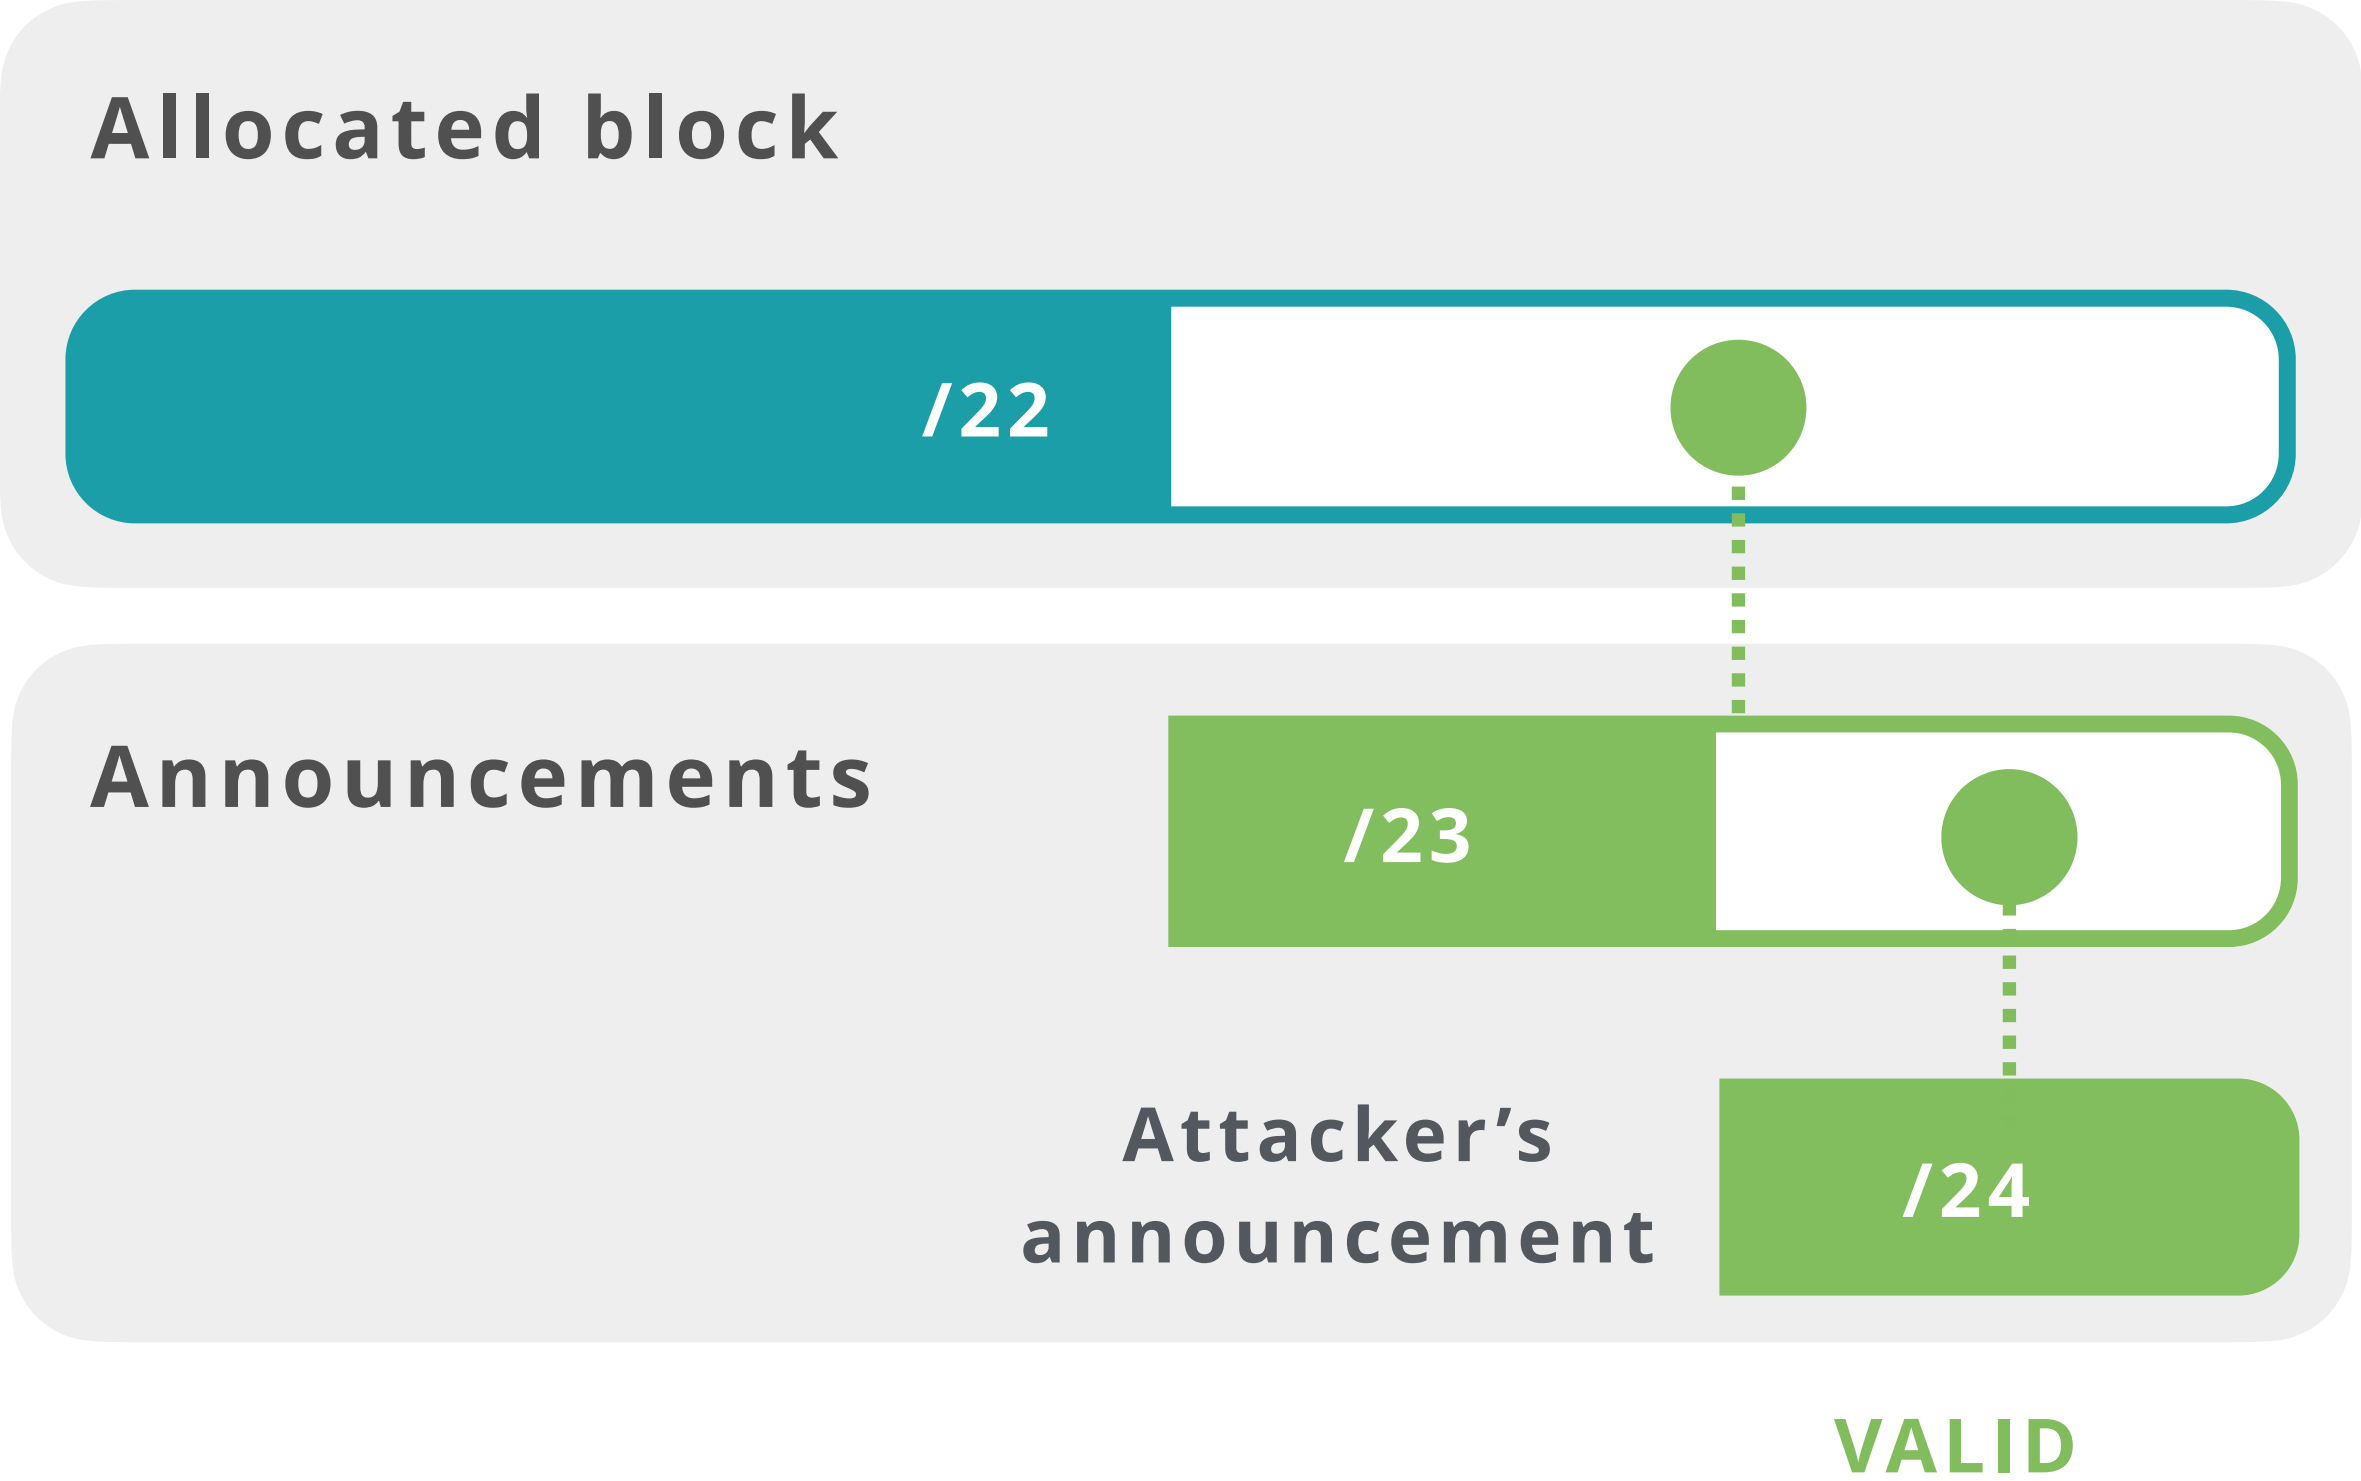 Allocated block
/22
Announcements
/23
Attacker’s
announcement
/24
VALID